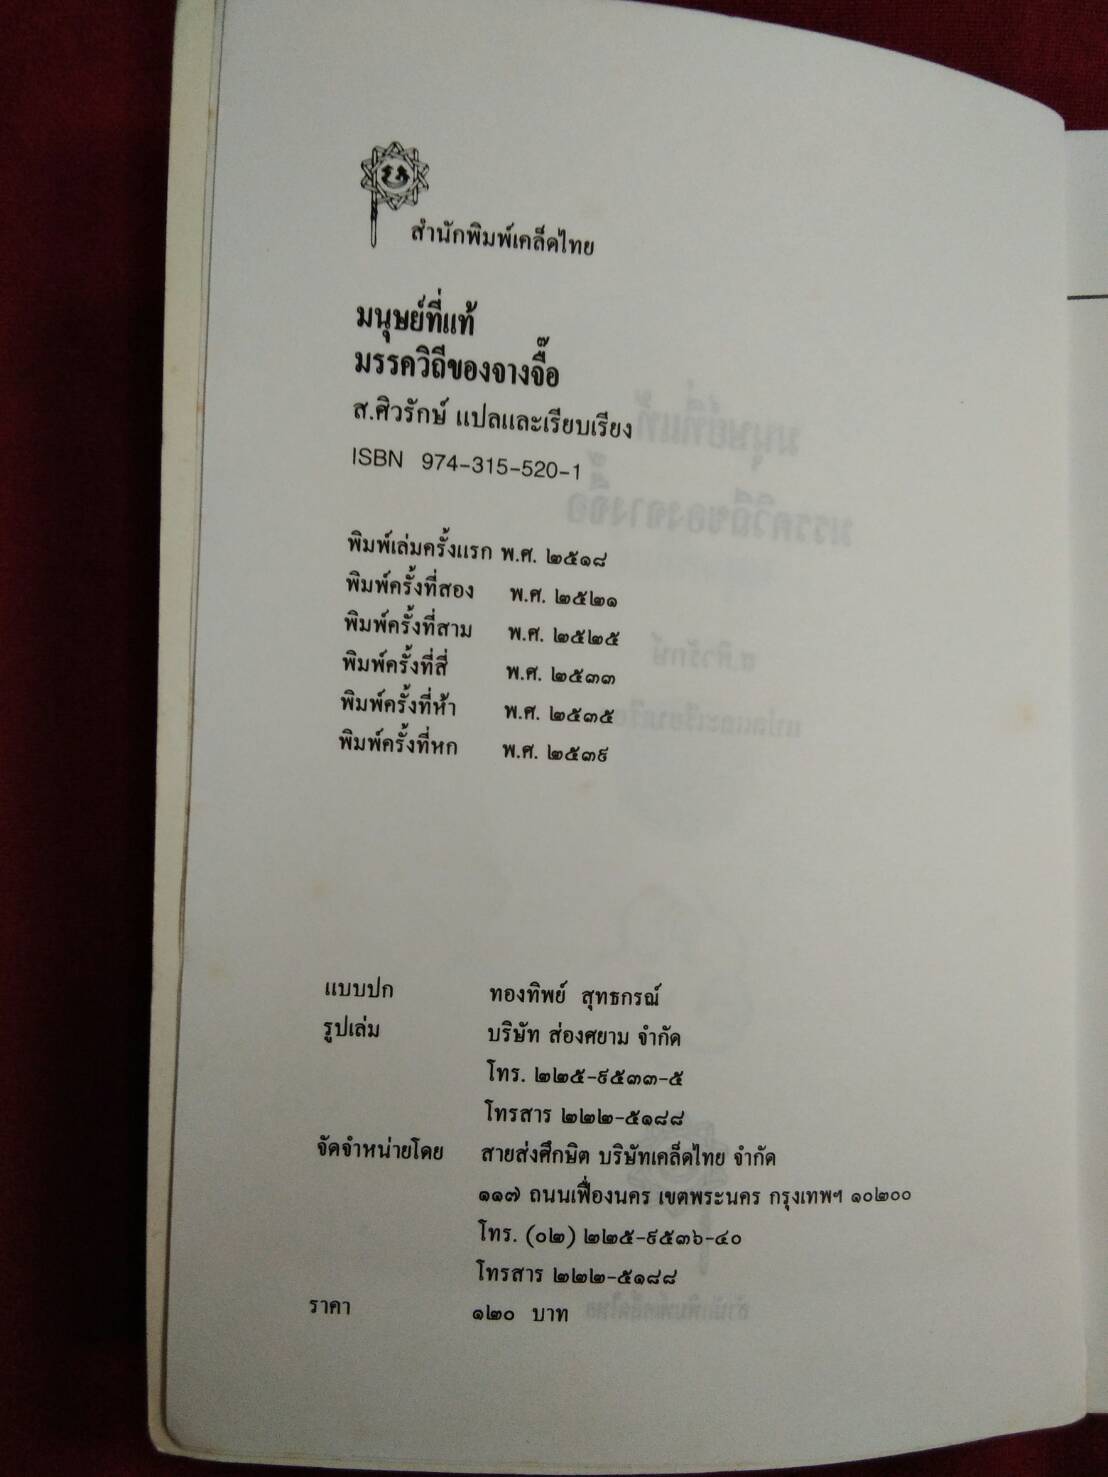 สำนักพิมพ์เคล็ดไทย
มนุษย์ที่แท้
มรรควิถีของจางจื๊อ
ส.ศิวรักษ์ แปลและเรียบเรียง
ISBN 974-315-520-1
พิมพ์เล่มครั้งแรก พ.ศ. ๒๕๑๘
พิมพ์ครั้งที่สอง พ.ศ. ๒๕๒๑
พิมพ์ครั้งที่สาม พ.ศ. ๒๕๒๕
พิมพ์ครั้งที่สี่ พ.ศ. ๒๕๓๓
พิมพ์ครั้งที่ห้า พ.ศ. ๒๕๓๕
พิมพ์ครั้งที่หก พ.ศ. ๒๕๓๙
แบบปก ทองทิพย์ สุทธกรณ์
รูปเล่ม บริษัท ส่องศยาม จำกัด
โทร. ๒๒๕-๙๕๓๓-๕
โทรสาร ๒๒๒-๕๑๘๘
จัดจำหน่ายโดย สายส่งศึกษิต บริษัทเคล็ดไทย จำกัด
๑๑๗ ถนนเฟื่องนคร เขตพระนคร กรุงเทพฯ ๑๐๒๐๐
โทร. (๐๒) ๒๒๕-๙๕๓๖-๔๐
โทรสาร ๒๒๒-๕๑๘๘
ราคา ๑๒๐ บาท